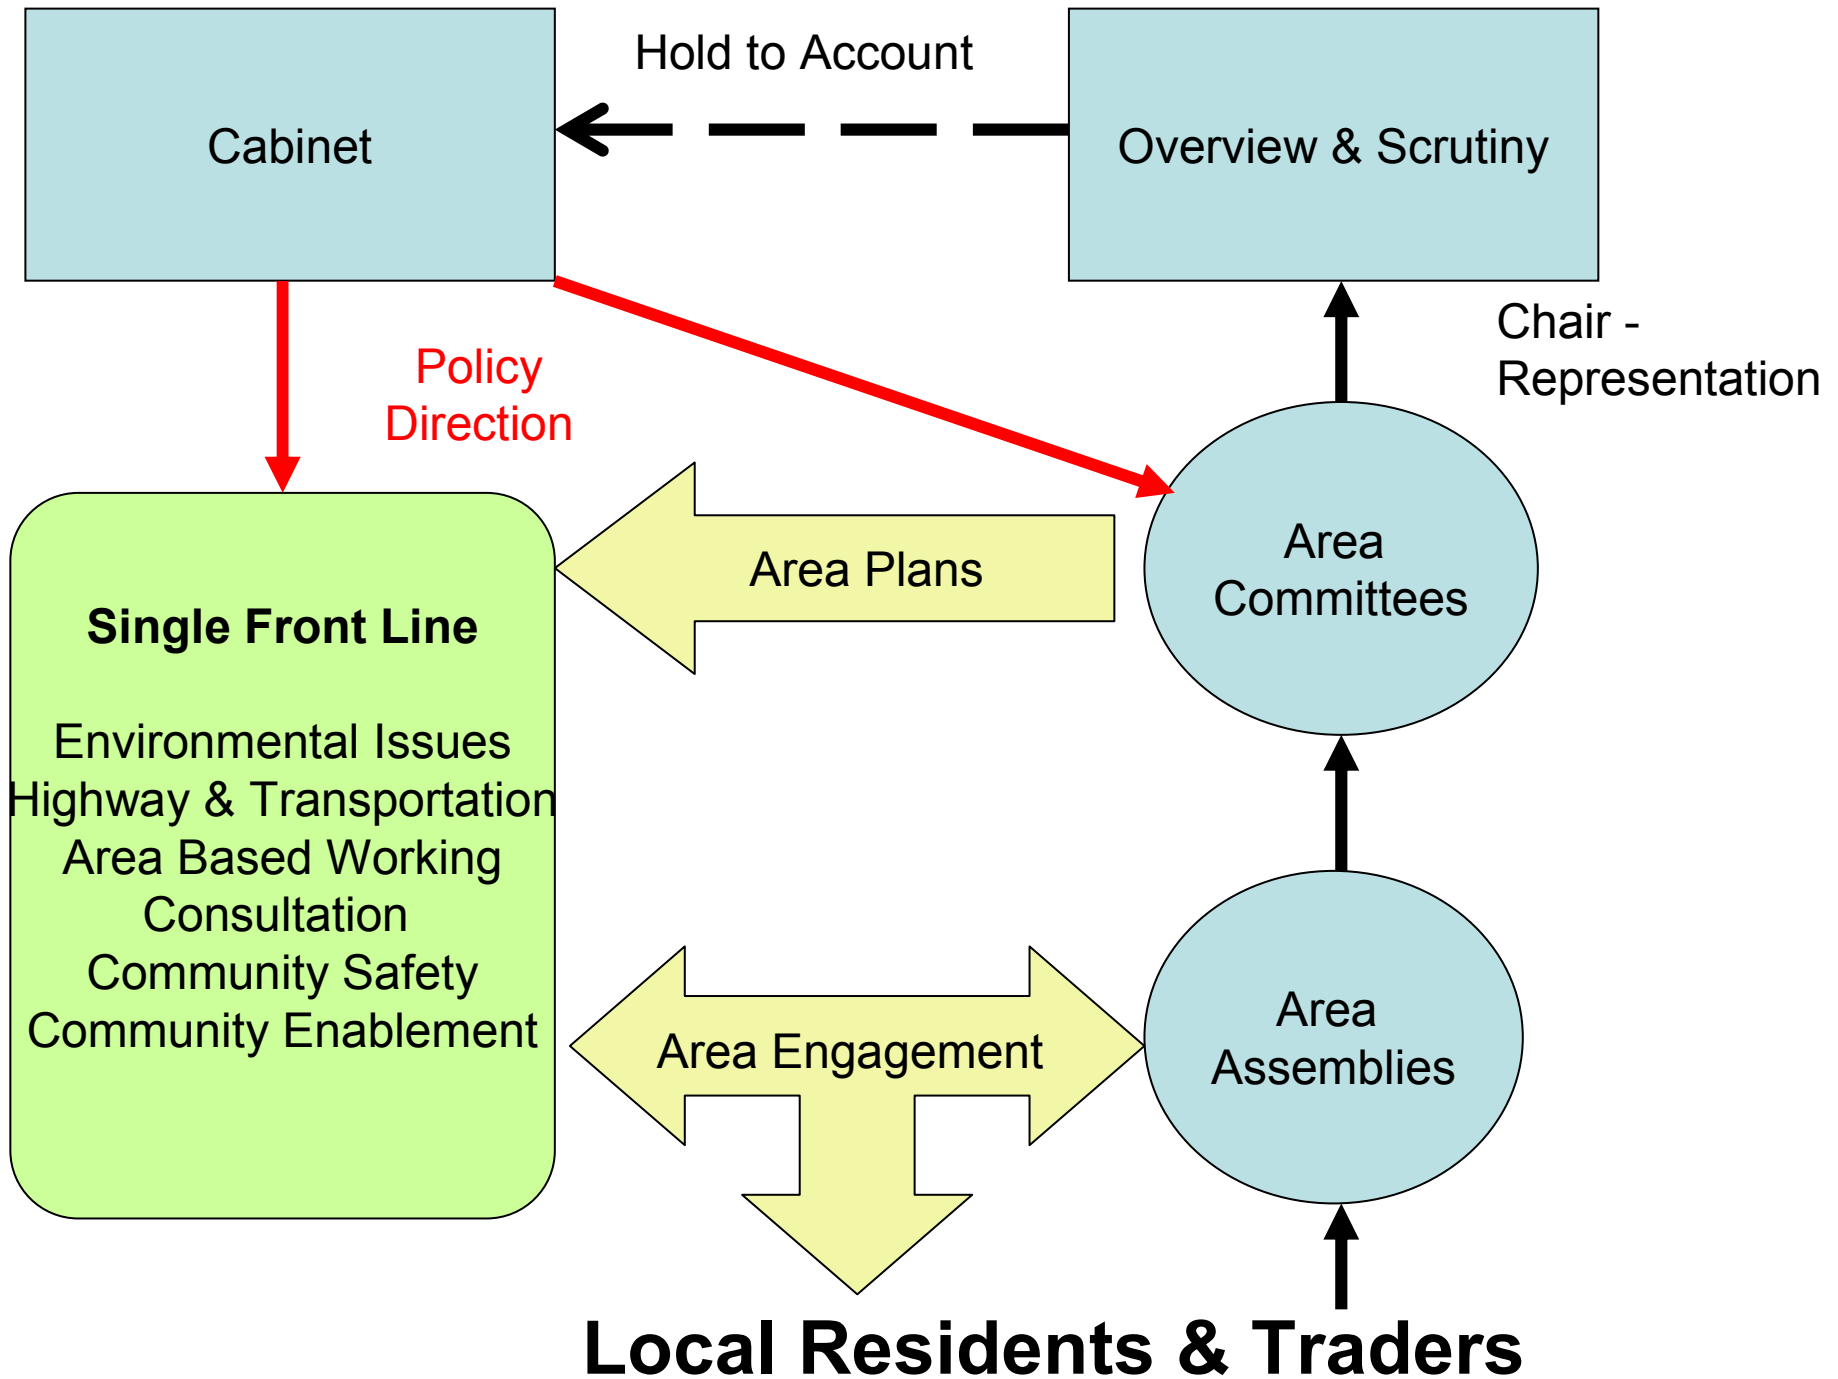 Hold to Account
Cabinet
Overview & Scrutiny
Chair -
Representation
Policy
Direction
Area Plans
Area
Committees
Single Front Line
Environmental Issues
Highway & Transportation
Area Based Working
Consultation
Community Safety
Community Enablement
Area Engagement
Area
Assemblies
Local Residents & Traders